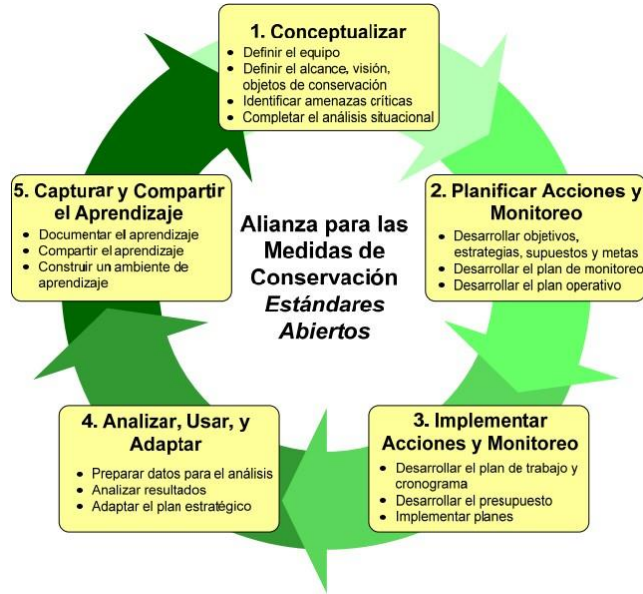 1. Conceptualizar
• Definir el equipo
• Definir el alcance, visión,
objetos de conservación
• Identificar amenazas críticas
• Completar el análisis situacional
2. Planificar Acciones y
Monitoreo
• Desarrollar objetivos,
estrategias, supuestos y metas
• Desarrollar el plan de monitoreo
• Desarrollar el plan operativo
3. Implementar
Acciones y Monitoreo
• Desarrollar el plan de trabajo y
cronograma
• Desarrollar el presupuesto
• Implementar planes
4. Analizar, Usar, y
Adaptar
• Preparar datos para el análisis
• Analizar resultados
• Adaptar el plan estratégico
5. Capturar y Compartir
el Aprendizaje
• Documentar el aprendizaje
• Compartir el aprendizaje
• Construir un ambiente de
aprendizaje
Alianza para las
Medidas de
Conservación
Estándares
Abiertos